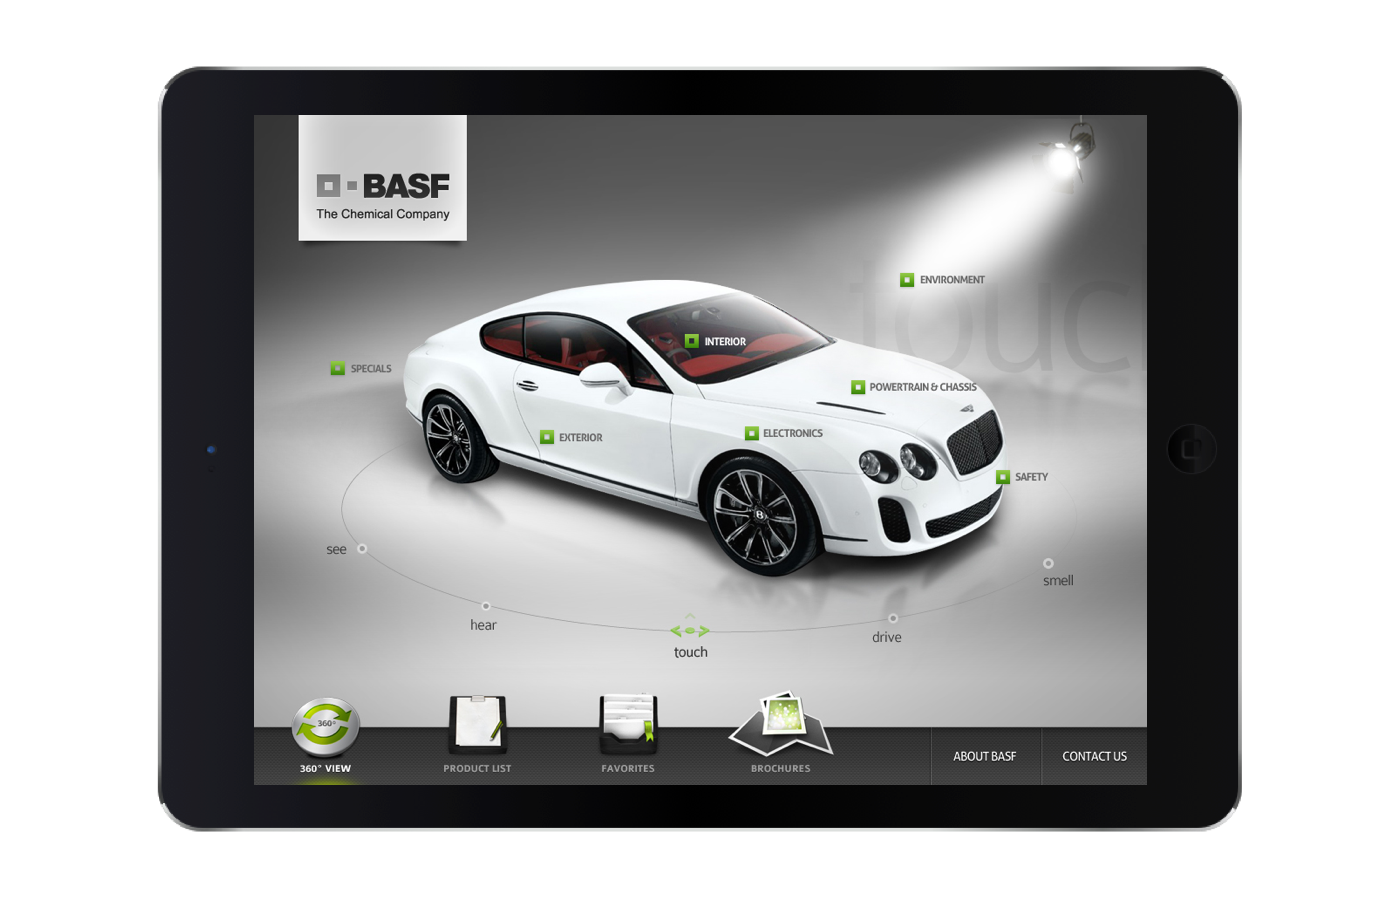 BASF
The Chemical Company
ENVIRONMENT
touch
INTERIOR
SPECIALS
POWERTRAIN & CHASSIS
EXTERIOR
ELECTRONICS
SAFETY
see
smell
hear
drive
touch
360°
360° VIEW
PRODUCT LIST
FAVORITES
BROCHURES
ABOUT BASF
CONTACT US